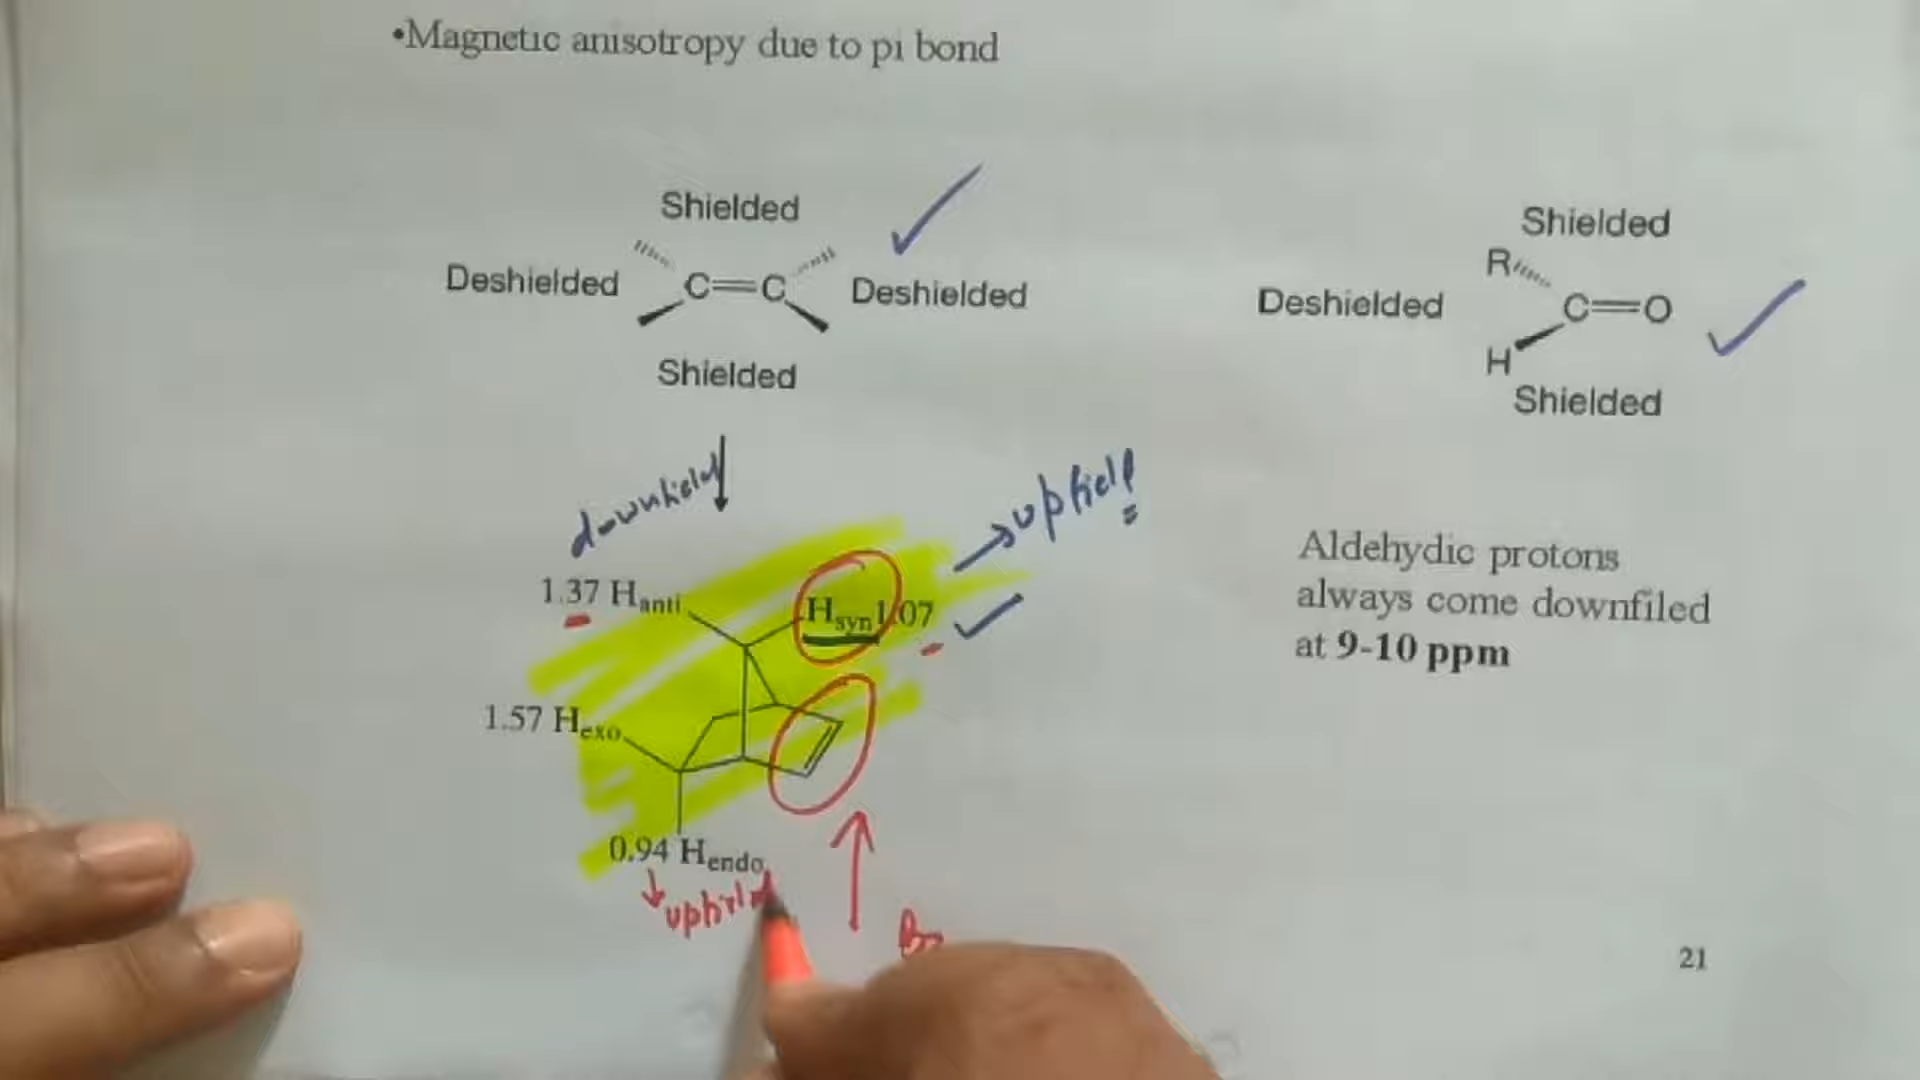 •Magnetic anisotropy due to pi bond
Shielded
Deshielded
C=C
Deshielded
Shielded
Shielded
R
Deshielded
C=O
H
Shielded
downfield
→upfield
1.37 Hanti
Hsyn 1.07
1.57 Hexo
0.94 Hendo
Aldehydic protons
always come downfiled
at 9-10 ppm
21